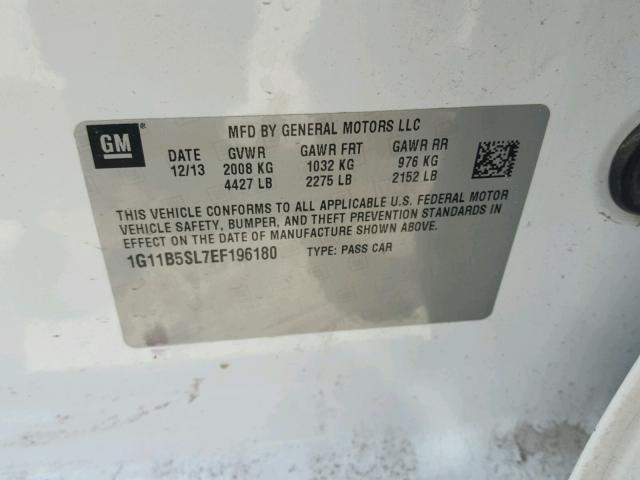 GM
MFD BY GENERAL MOTORS LLC
DATE GVWR GAWR FRT GAWR RR
12/13 2008 KG 1032 KG 976 KG
4427 LB 2275 LB 2152 LB
THIS VEHICLE CONFORMS TO ALL APPLICABLE U.S. FEDERAL MOTOR
VEHICLE SAFETY, BUMPER, AND THEFT PREVENTION STANDARDS IN
EFFECT ON THE DATE OF MANUFACTURE SHOWN ABOVE.
1G11B5SL7EF196180 TYPE: PASS CAR